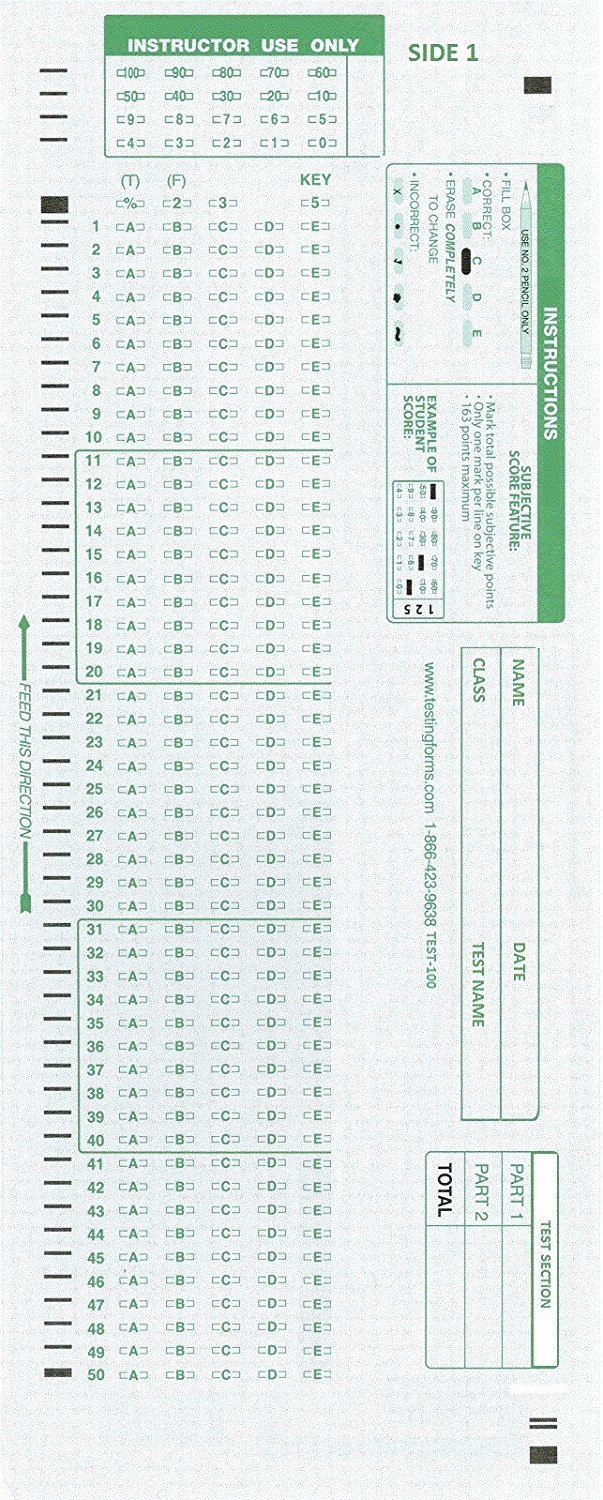 INSTRUCTOR USE ONLY
SIDE 1
100 90 80 70 60
50 40 30 20 10
9 8 7 6 5
4 3 2 1 0
(T) (F) KEY
% 2 3 5
1 A B C D E
2 A B C D E
3 A B C D E
4 A B C D E
5 A B C D E
6 A B C D E
7 A B C D E
8 A B C D E
9 A B C D E
10 A B C D E
11 A B C D E
12 A B C D E
13 A B C D E
14 A B C D E
15 A B C D E
16 A B C D E
17 A B C D E
18 A B C D E
19 A B C D E
20 A B C D E
21 A B C D E
22 A B C D E
23 A B C D E
24 A B C D E
25 A B C D E
26 A B C D E
27 A B C D E
28 A B C D E
29 A B C D E
30 A B C D E
31 A B C D E
32 A B C D E
33 A B C D E
34 A B C D E
35 A B C D E
36 A B C D E
37 A B C D E
38 A B C D E
39 A B C D E
40 A B C D E
41 A B C D E
42 A B C D E
43 A B C D E
44 A B C D E
45 A B C D E
46 A B C D E
47 A B C D E
48 A B C D E
49 A B C D E
50 A B C D E
FEED THIS DIRECTION
INSTRUCTIONS
USE NO. 2 PENCIL ONLY
• FILL BOX
• CORRECT:
A B C D E
• ERASE COMPLETELY
TO CHANGE
• INCORRECT:
SUBJECTIVE
SCORE FEATURE:
• Mark total possible subjective points
• Only one mark per line on key
• 163 points maximum
EXAMPLE OF
STUDENT
SCORE:
90 80 70 60
50 40 30 10
9 8 7 6
4 3 2 1 0
1 2 5
NAME DATE
CLASS TEST NAME
www.testingforms.com 1-866-423-9638 TEST-100
TEST SECTION
PART 1
PART 2
TOTAL